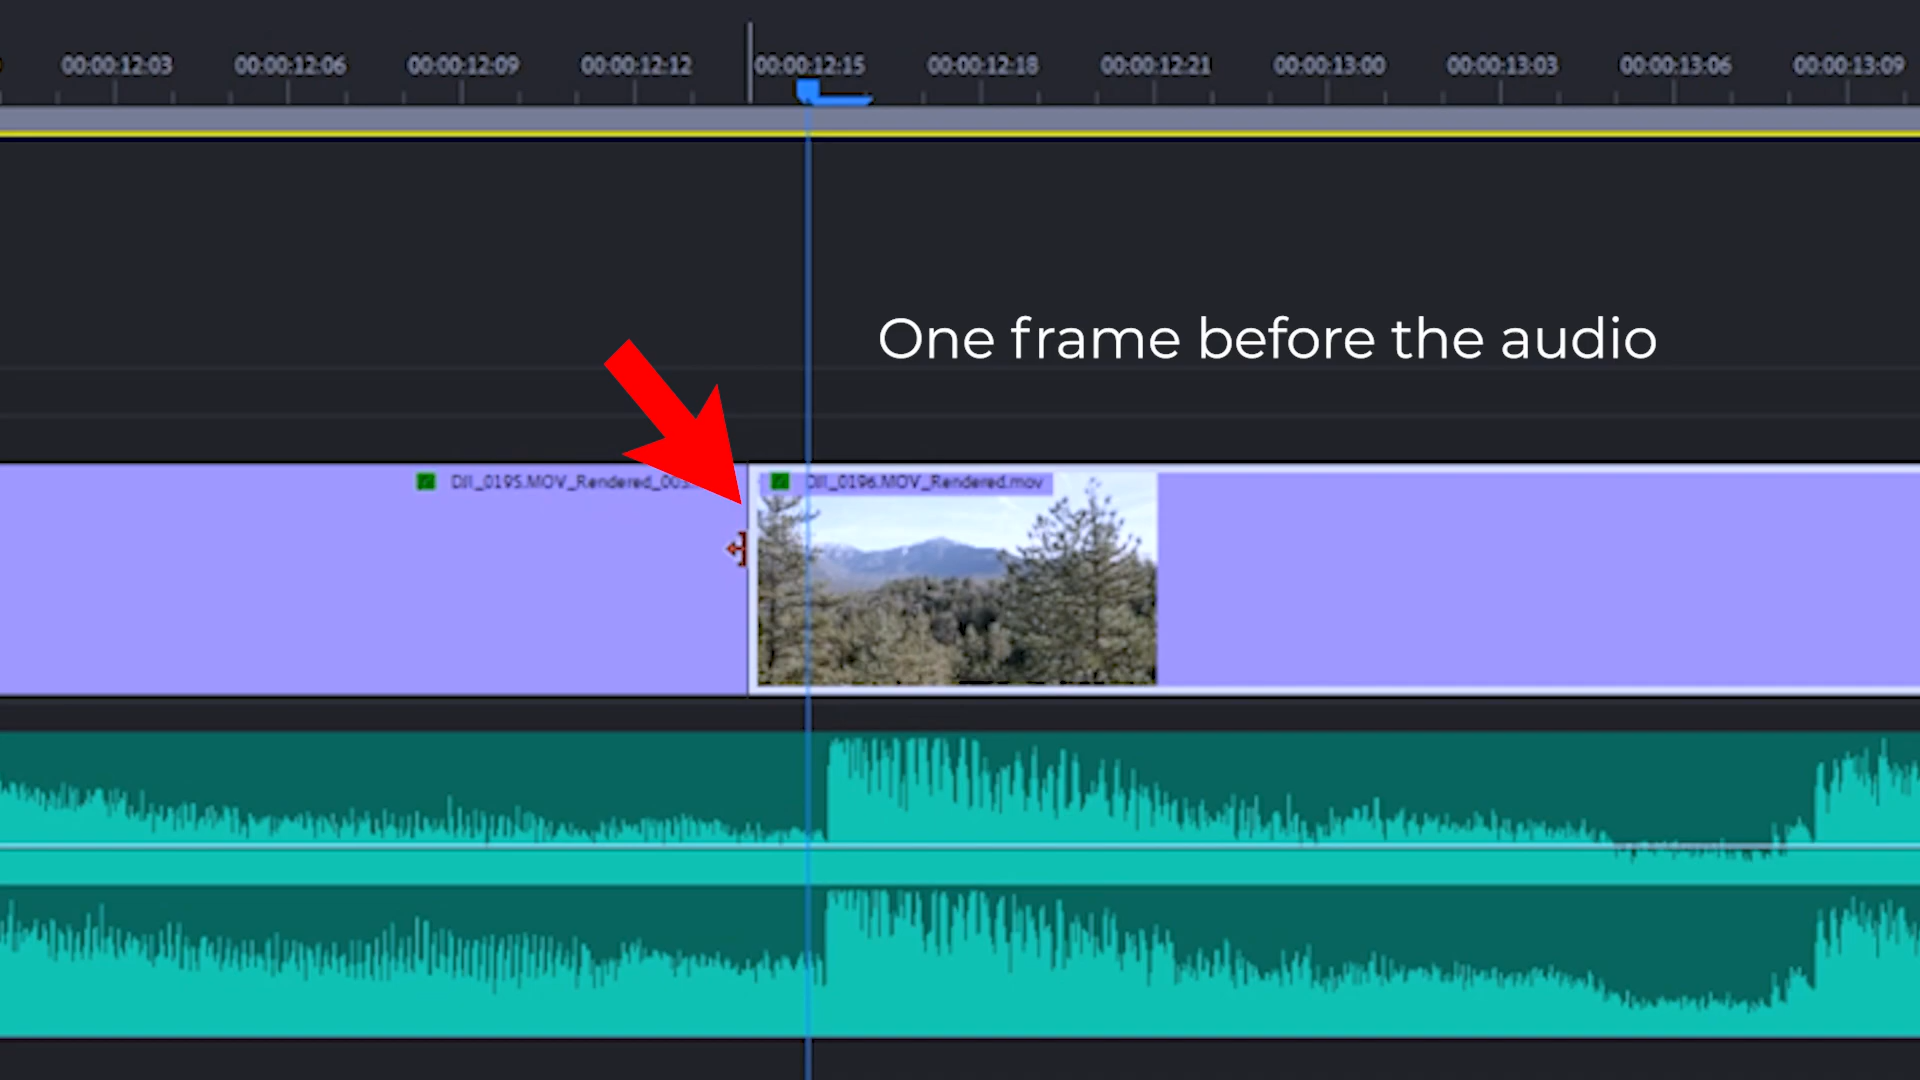 00:00:12:03 00:00:12:06 00:00:12:09 00:00:12:12 00:00:12:15 00:00:12:18 00:00:12:21 00:00:13:00 00:00:13:03 00:00:13:06 00:00:13:09
One frame before the audio
DJI_0195.MOV_Rendered_003... DJI_0196.MOV_Rendered.mov